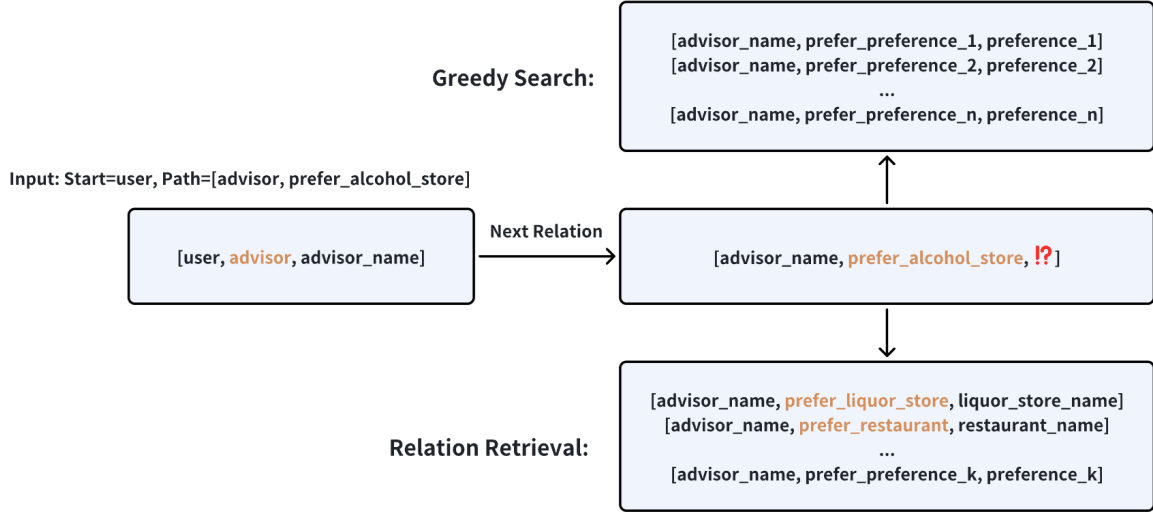 Greedy Search:
[advisor_name, prefer_preference_1, preference_1]
[advisor_name, prefer_preference_2, preference_2]
...
[advisor_name, prefer_preference_n, preference_n]
Input: Start=user, Path=[advisor, prefer_alcohol_store]
[user, advisor, advisor_name]
Next Relation
[advisor_name, prefer_alcohol_store, ⁉]
Relation Retrieval:
[advisor_name, prefer_liquor_store, liquor_store_name]
[advisor_name, prefer_restaurant, restaurant_name]
...
[advisor_name, prefer_preference_k, preference_k]